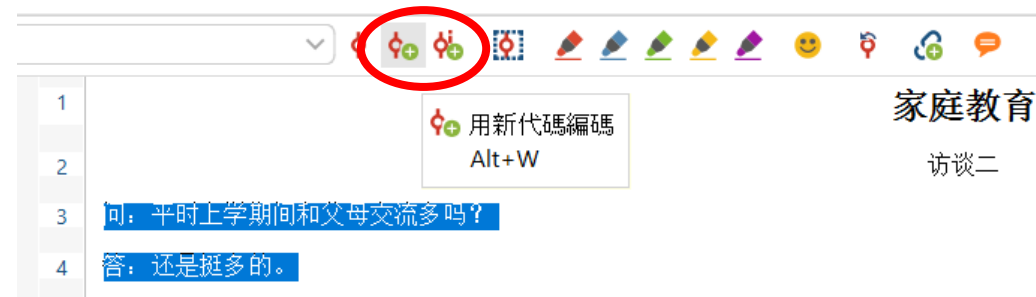 1 家庭教育
用新代碼編碼
Alt+W
2 访谈二
3 问：平时上学期间和父母交流多吗？
4 答：还是挺多的。